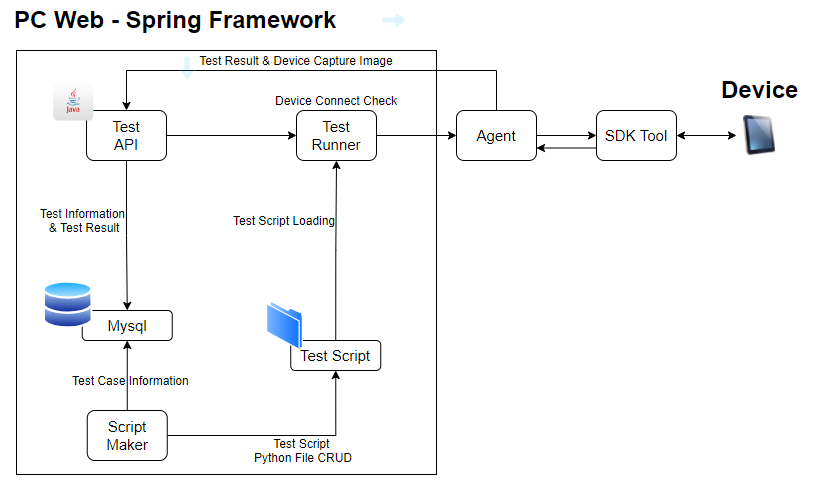 PC Web - Spring Framework
Test Result & Device Capture Image
Device
Java
Device Connect Check
Test
API
Test
Runner
Agent
SDK Tool
Test Information
& Test Result
Test Script Loading
Mysql
Test Script
Test Case Information
Script
Maker
Test Script
Python File CRUD